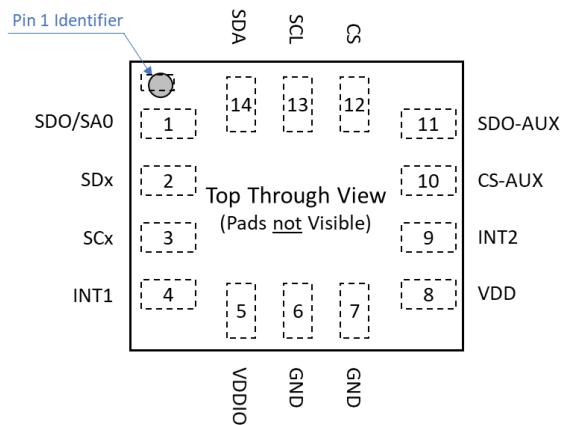 Pin 1 Identifier
SDA
SCL
CS
14
13
12
SDO/SA0
1
11
SDO-AUX
SDx
2
10
CS-AUX
Top Through View
(Pads not Visible)
SCx
3
9
INT2
INT1
4
8
VDD
5
6
7
VDDIO
GND
GND